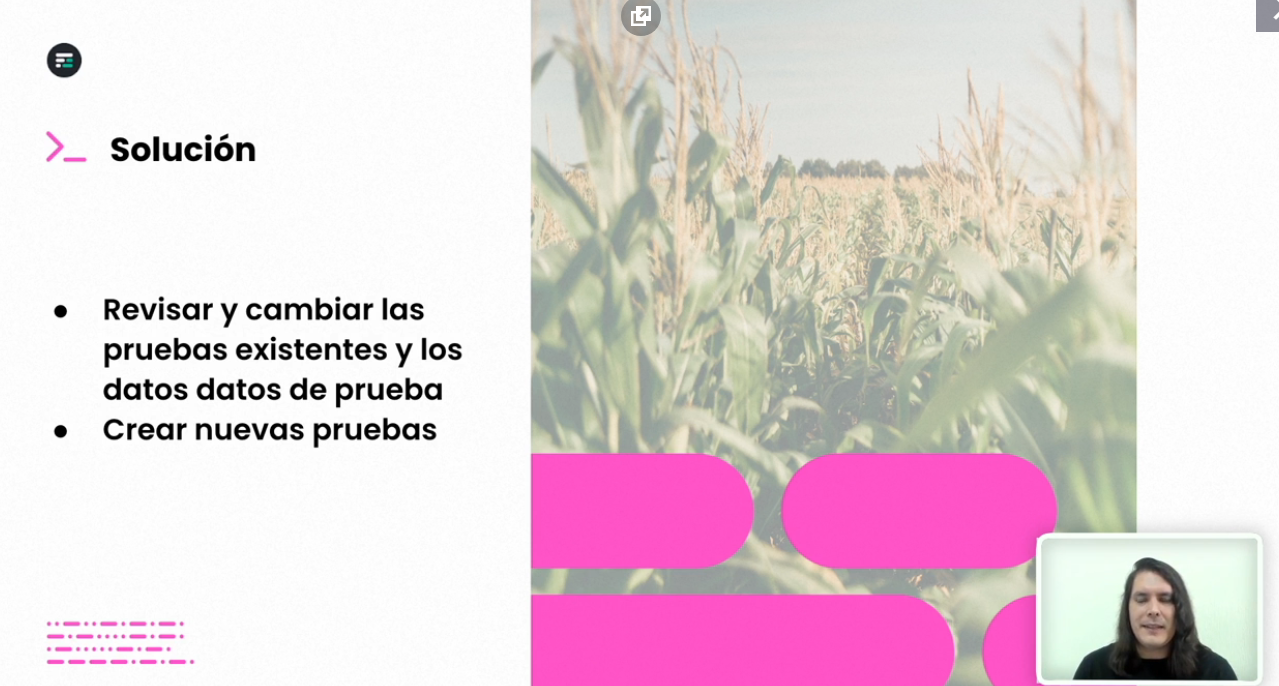 Solución
● Revisar y cambiar las
pruebas existentes y los
datos datos de prueba
● Crear nuevas pruebas